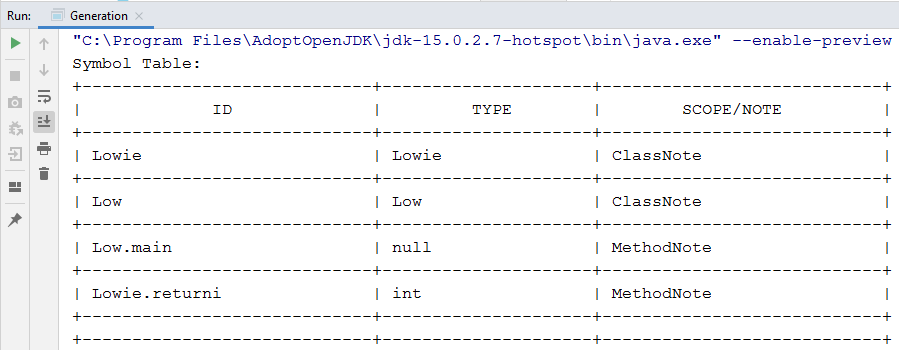 Run: Generation ×
"C:\Program Files\AdoptOpenJDK\jdk-15.0.2.7-hotspot\bin\java.exe" --enable-preview
Symbol Table:
+-----------------------------+---------------------+----------------------------+
| ID | TYPE | SCOPE/NOTE |
+-----------------------------+---------------------+----------------------------+
| Lowie | Lowie | ClassNote |
+-----------------------------+---------------------+----------------------------+
| Low | Low | ClassNote |
+-----------------------------+---------------------+----------------------------+
| Low.main | null | MethodNote |
+-----------------------------+---------------------+----------------------------+
| Lowie.returni | int | MethodNote |
+-----------------------------+---------------------+----------------------------+
+-----------------------------+---------------------+----------------------------+